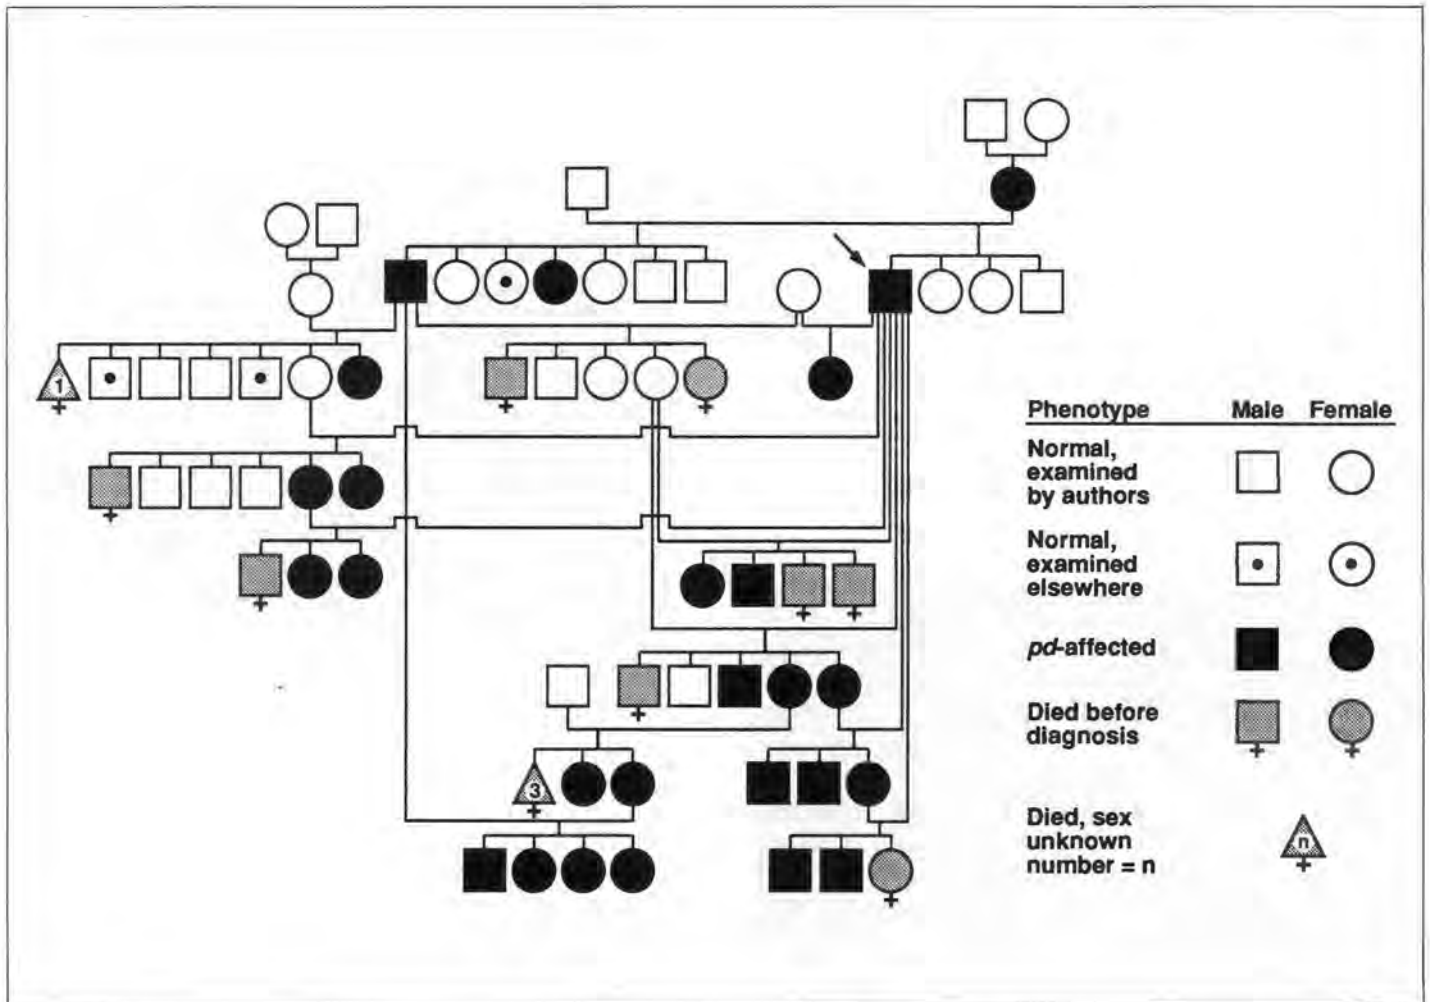 1
3
Phenotype Male Female
Normal,
examined
by authors
Normal,
examined
elsewhere
pd-affected
Died before
diagnosis
Died, sex
unknown
number = n
n